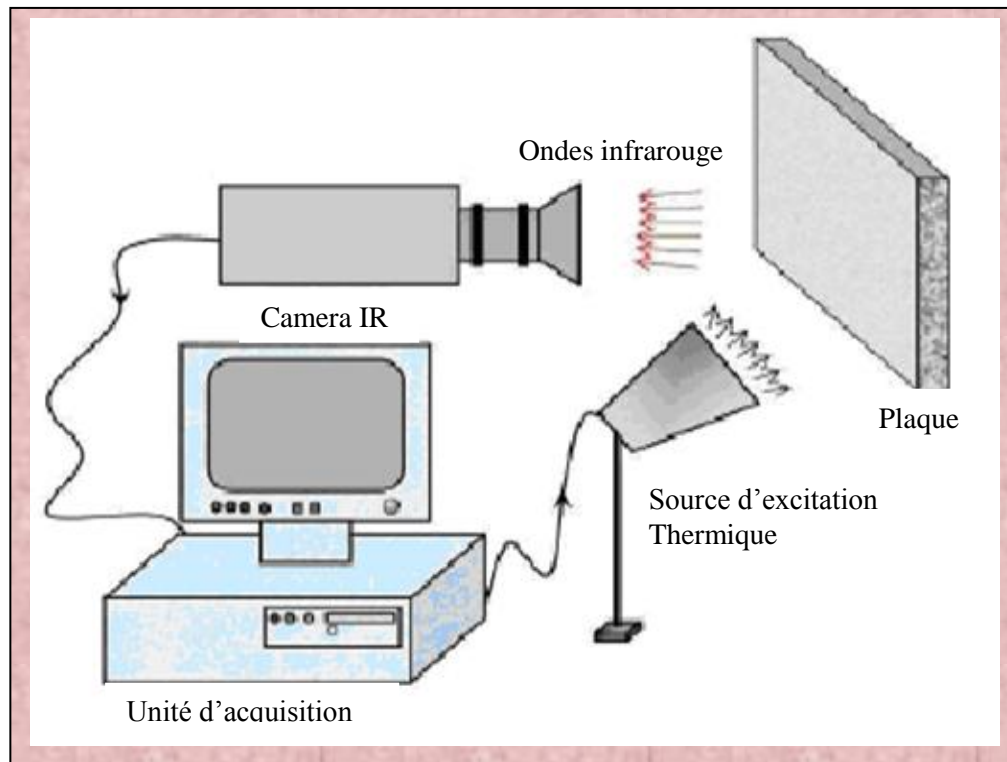 Ondes infrarouge
Camera IR
Plaque
Source d’excitation
Thermique
Unité d’acquisition